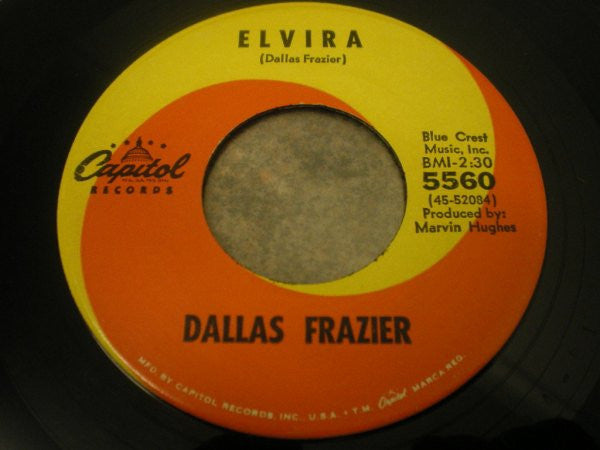 ELVIRA
(Dallas Frazier)
Capitol
RECORDS
Blue Crest
Music, Inc.
BMI-2:30
5560
(45-52084)
Produced by:
Marvin Hughes
DALLAS FRAZIER
MFD. BY CAPITOL RECORDS, INC., U.S.A. • T.M. Capitol MARCA REG.